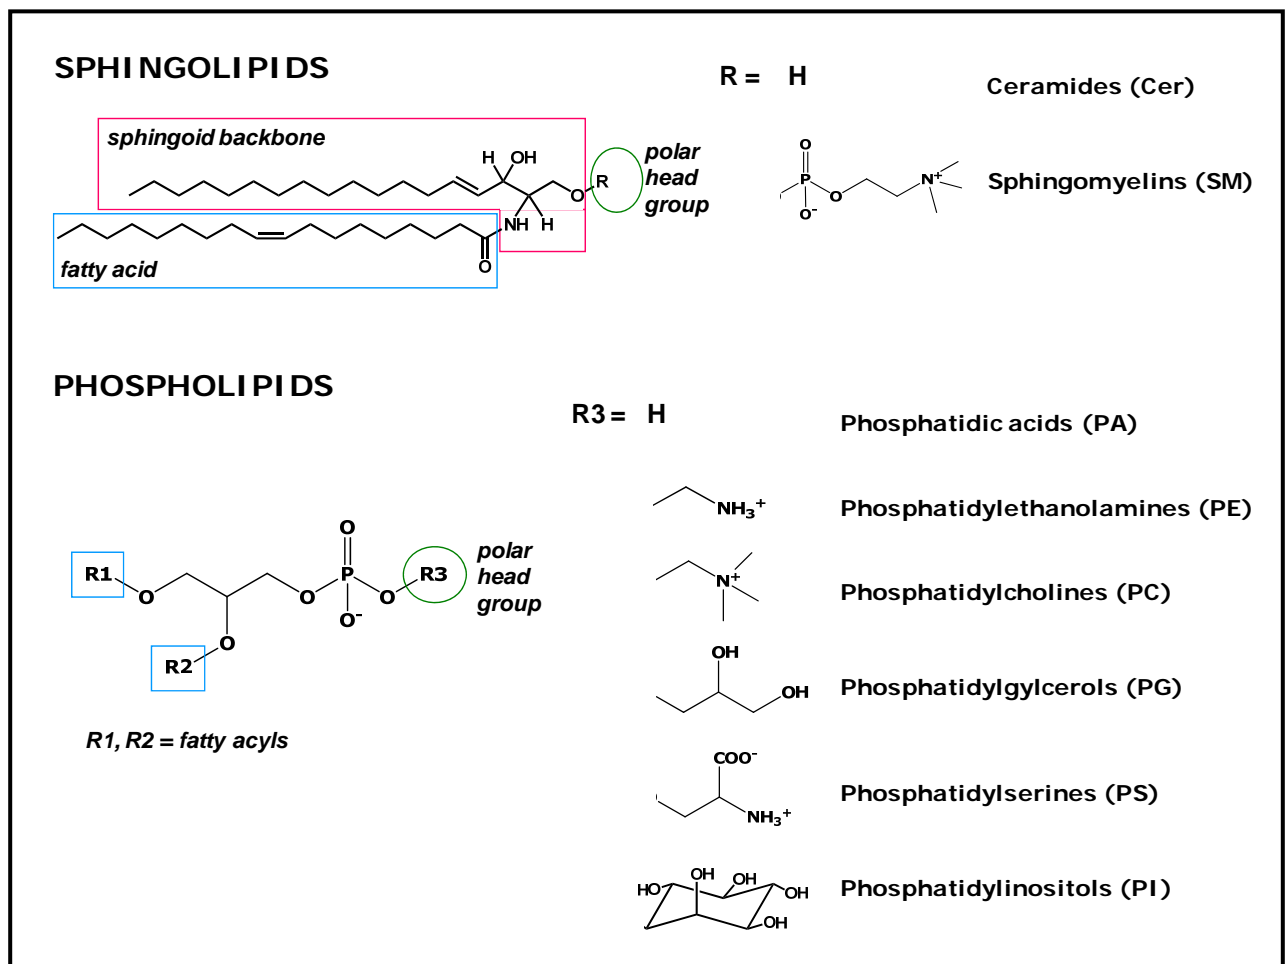 SPHINGOLIPIDS
R = H
Ceramides (Cer)
sphingoid backbone
H OH
O R
polar
head
group
NH H
O
fatty acid
O
P
O
O-
N+
Sphingomyelins (SM)
PHOSPHOLIPIDS
R3 = H
Phosphatidic acids (PA)
NH3+
Phosphatidylethanolamines (PE)
O
R1 O O P O R3
O-
R2 O
polar
head
group
N+
Phosphatidylcholines (PC)
OH
OH
Phosphatidylgylcerols (PG)
R1, R2 = fatty acyls
COO-
NH3+
Phosphatidylserines (PS)
HO OH OH OH
OH
Phosphatidylinositols (PI)